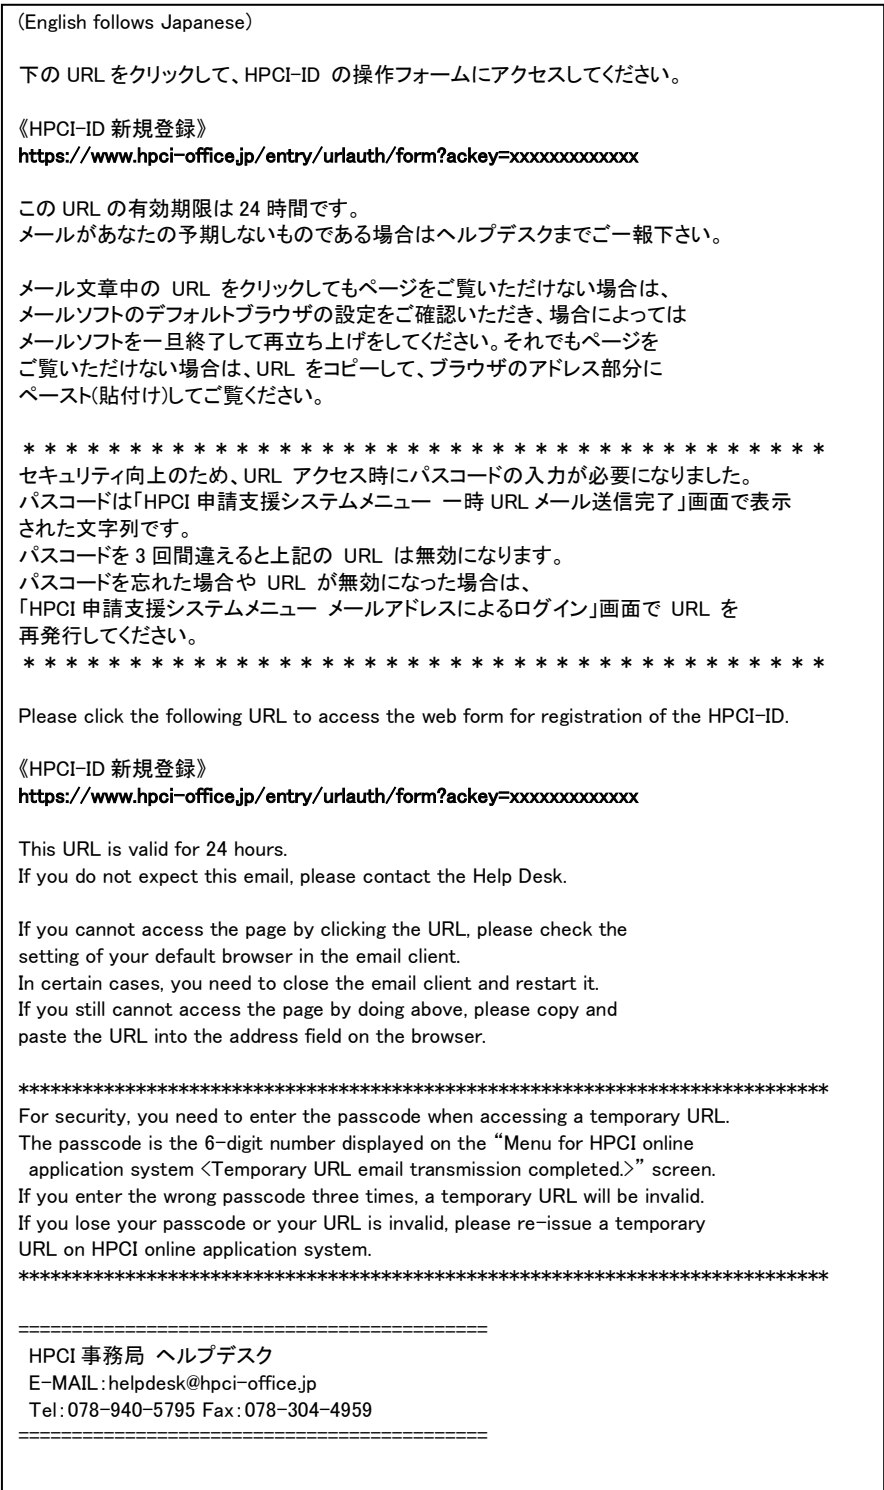 (English follows Japanese)
下の URL をクリックして、HPCI-ID の操作フォームにアクセスしてください。
《HPCI-ID 新規登録》
https://www.hpci-office.jp/entry/urlauth/form?ackey=xxxxxxxxxxxxx
この URL の有効期限は 24 時間です。
メールがあなたの予期しないものである場合はヘルプデスクまでご一報下さい。
メール文章中の URL をクリックしてもページをご覧いただけない場合は、
メールソフトのデフォルトブラウザの設定をご確認いただき、場合によっては
メールソフトを一旦終了して再立ち上げをしてください。それでもページを
ご覧いただけない場合は、URL をコピーして、ブラウザのアドレス部分に
ペースト(貼付け)してご覧ください。
* * * * * * * * * * * * * * * * * * * * * * * * * * * * * * * * * * * * * *
セキュリティ向上のため、URL アクセス時にパスコードの入力が必要になりました。
パスコードは「HPCI 申請支援システムメニュー 一時 URL メール送信完了」画面で表示
された文字列です。
パスコードを 3 回間違えると上記の URL は無効になります。
パスコードを忘れた場合や URL が無効になった場合は、
「HPCI 申請支援システムメニュー メールアドレスによるログイン」画面で URL を
再発行してください。
* * * * * * * * * * * * * * * * * * * * * * * * * * * * * * * * * * * * * *
Please click the following URL to access the web form for registration of the HPCI-ID.
《HPCI-ID 新規登録》
https://www.hpci-office.jp/entry/urlauth/form?ackey=xxxxxxxxxxxxx
This URL is valid for 24 hours.
If you do not expect this email, please contact the Help Desk.
If you cannot access the page by clicking the URL, please check the
setting of your default browser in the email client.
In certain cases, you need to close the email client and restart it.
If you still cannot access the page by doing above, please copy and
paste the URL into the address field on the browser.
****************************************************************************
For security, you need to enter the passcode when accessing a temporary URL.
The passcode is the 6-digit number displayed on the “Menu for HPCI online
application system <Temporary URL email transmission completed.>” screen.
If you enter the wrong passcode three times, a temporary URL will be invalid.
If you lose your passcode or your URL is invalid, please re-issue a temporary
URL on HPCI online application system.
****************************************************************************
============================================
HPCI 事務局 ヘルプデスク
E-MAIL:helpdesk@hpci-office.jp
Tel:078-940-5795 Fax:078-304-4959
============================================